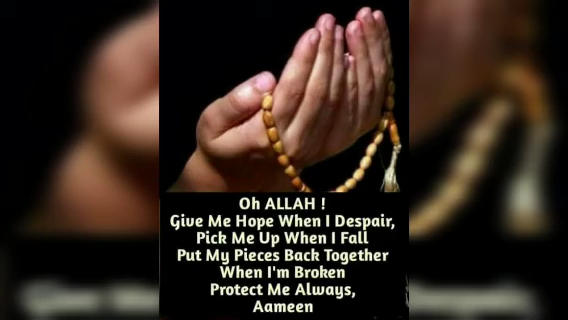 Oh ALLAH !
Give Me Hope When I Despair,
Pick Me Up When I Fall
Put My Pieces Back Together
When I'm Broken
Protect Me Always,
Aameen